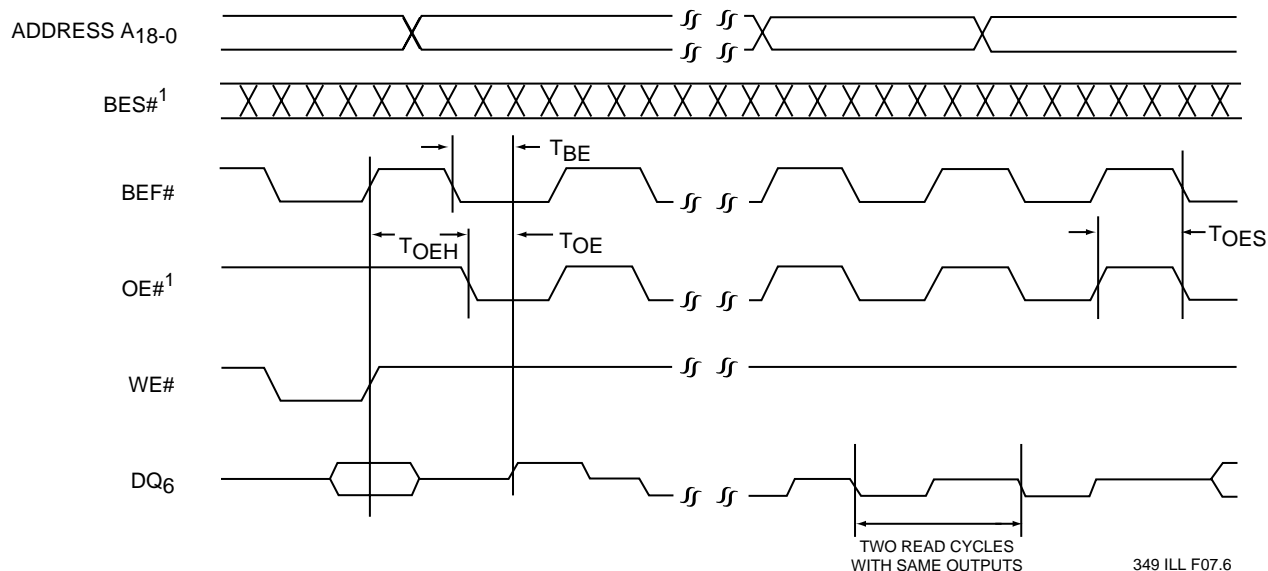 ADDRESS A18-0
BES#1
TBE
BEF#
TOEH
TOE
TOES
OE#1
WE#
DQ6
TWO READ CYCLES
WITH SAME OUTPUTS
349 ILL F07.6